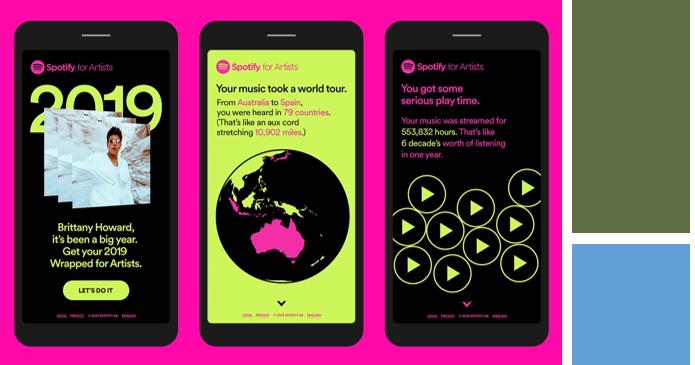 Spotify for Artists
2019
Brittany Howard,
it's been a big year.
Get your 2019
Wrapped for Artists.
LET'S DO IT
LEGAL PRIVACY © 2019 SPOTIFY AB ENGLISH
Spotify for Artists
Your music took a world tour.
From Australia to Spain,
you were heard in 79 countries.
(That's like an aux cord
stretching 10,902 miles.)
LEGAL PRIVACY © 2019 SPOTIFY AB ENGLISH
Spotify for Artists
You got some
serious play time.
Your music was streamed for
553,832 hours. That's like
6 decade's worth of listening
in one year.
LEGAL PRIVACY © 2019 SPOTIFY AB ENGLISH